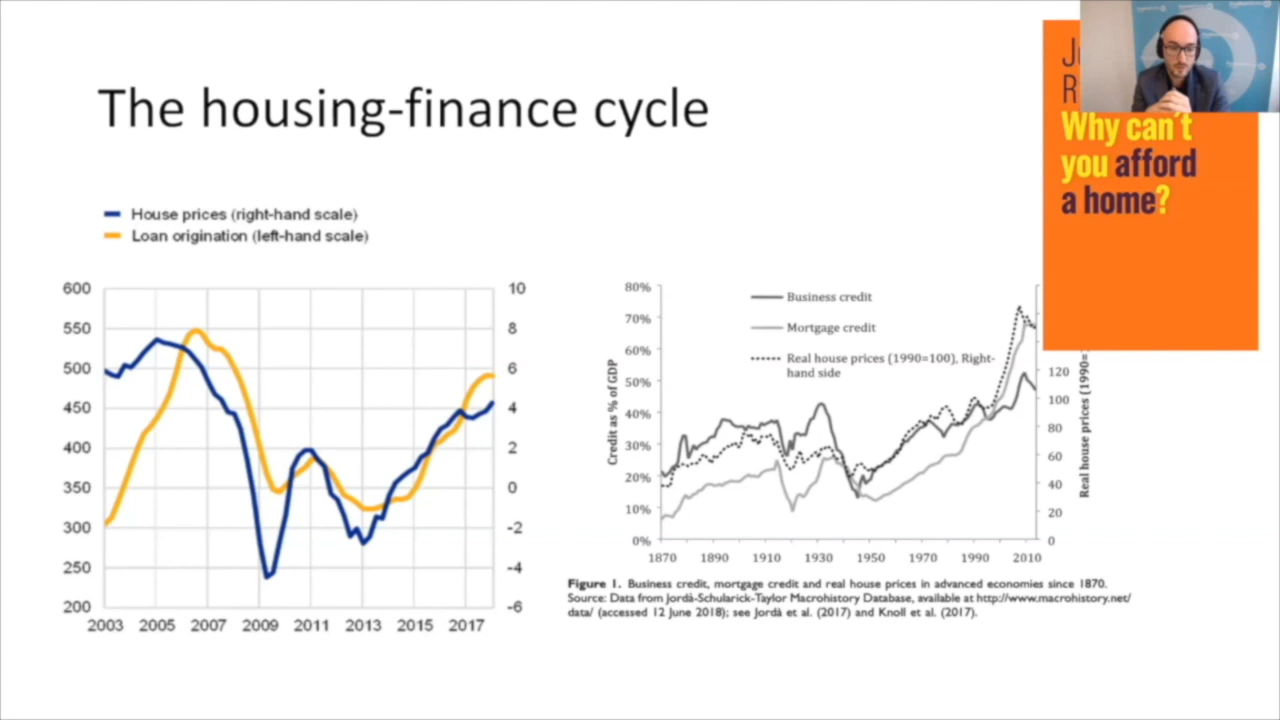 The housing-finance cycle
House prices (right-hand scale)
Loan origination (left-hand scale)
600
550
500
450
400
350
300
250
200
10
8
6
4
2
0
-2
-4
-6
2003 2005 2007 2009 2011 2013 2015 2017
Business credit
Mortgage credit
Real house prices (1990=100), Right-
hand side
Credit as % of GDP
80%
70%
60%
50%
40%
30%
20%
10%
0%
120
100
80
60
40
20
0
Real house prices (1990=
1870 1890 1910 1930 1950 1970 1990 2010
Figure 1. Business credit, mortgage credit and real house prices in advanced economies since 1870.
Source: Data from Jordà-Schularick-Taylor Macrohistory Database, available at http://www.macrohistory.net/
data/ (accessed 12 June 2018); see Jordà et al. (2017) and Knoll et al. (2017).
Why can't
you afford
a home?